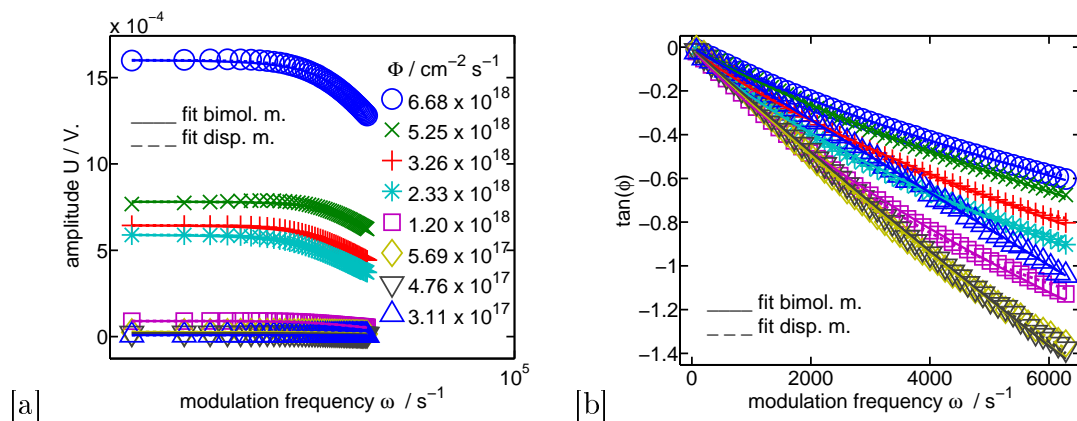 x 10⁻⁴
15
10
5
0
amplitude U / V.
Φ / cm⁻² s⁻¹
6.68 x 10¹⁸
5.25 x 10¹⁸
3.26 x 10¹⁸
2.33 x 10¹⁸
1.20 x 10¹⁸
5.69 x 10¹⁷
4.76 x 10¹⁷
3.11 x 10¹⁷
fit bimol. m.
fit disp. m.
10⁵
modulation frequency ω / s⁻¹
[a]
0
−0.2
−0.4
−0.6
−0.8
−1
−1.2
−1.4
tan(ϕ)
fit bimol. m.
fit disp. m.
0 2000 4000 6000
modulation frequency ω / s⁻¹
[b]